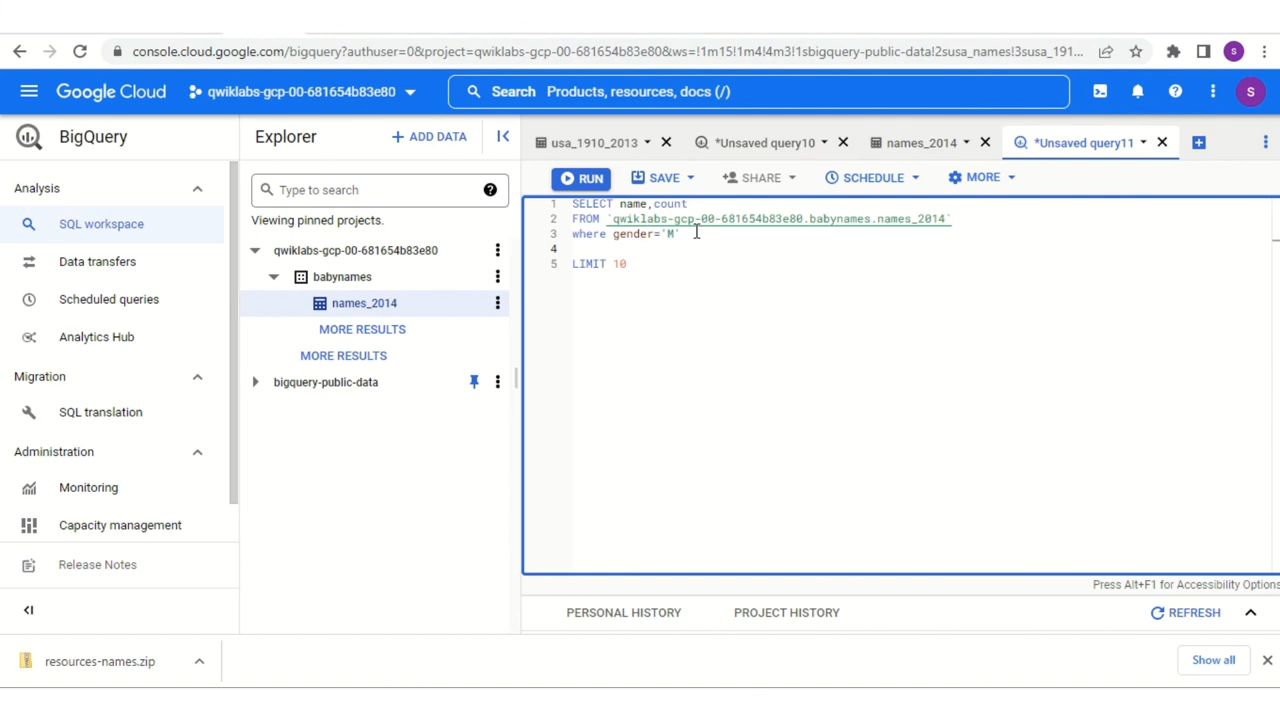 console.cloud.google.com/bigquery?authuser=0&project=qwiklabs-gcp-00-681654b83e80&ws=!1m15!1m4!4m3!1sbigquery-public-data!2susa_names!3susa_191...
S
Google Cloud
qwiklabs-gcp-00-681654b83e80
Search Products, resources, docs (/)
S
BigQuery
Explorer
+ ADD DATA
usa_1910_2013
*Unsaved query10
names_2014
*Unsaved query11
Analysis
SQL workspace
Data transfers
Scheduled queries
Analytics Hub
Migration
SQL translation
Administration
Monitoring
Capacity management
Release Notes
Type to search
Viewing pinned projects.
qwiklabs-gcp-00-681654b83e80
babynames
names_2014
MORE RESULTS
MORE RESULTS
bigquery-public-data
RUN
SAVE
SHARE
SCHEDULE
MORE
1 SELECT name,count
2 FROM `qwiklabs-gcp-00-681654b83e80.babynames.names_2014`
3 where gender='M'
4
5 LIMIT 10
Press Alt+F1 for Accessibility Options
PERSONAL HISTORY
PROJECT HISTORY
REFRESH
resources-names.zip
Show all